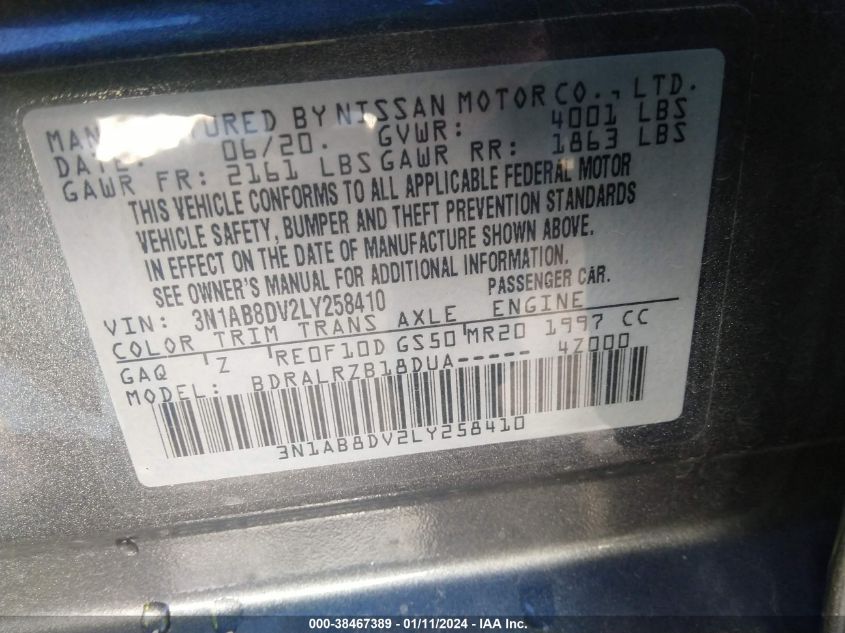 MAN URED BY NISSAN MOTOR CO., LTD.
DATE: 06/20. GVWR: 4001 LBS
GAWR FR: 2161 LBS GAWR RR: 1863 LBS
THIS VEHICLE CONFORMS TO ALL APPLICABLE FEDERAL MOTOR
VEHICLE SAFETY, BUMPER AND THEFT PREVENTION STANDARDS
IN EFFECT ON THE DATE OF MANUFACTURE SHOWN ABOVE.
SEE OWNER'S MANUAL FOR ADDITIONAL INFORMATION.
PASSENGER CAR.
VIN: 3N1AB8DV2LY258410
COLOR TRIM TRANS AXLE ENGINE
GAQ Z RE0F10D GS50 MR20 1997 CC
MODEL: BDRALRZB18DUA----- 4Z000
3N1AB8DV2LY258410
000-38467389 - 01/11/2024 - IAA Inc.